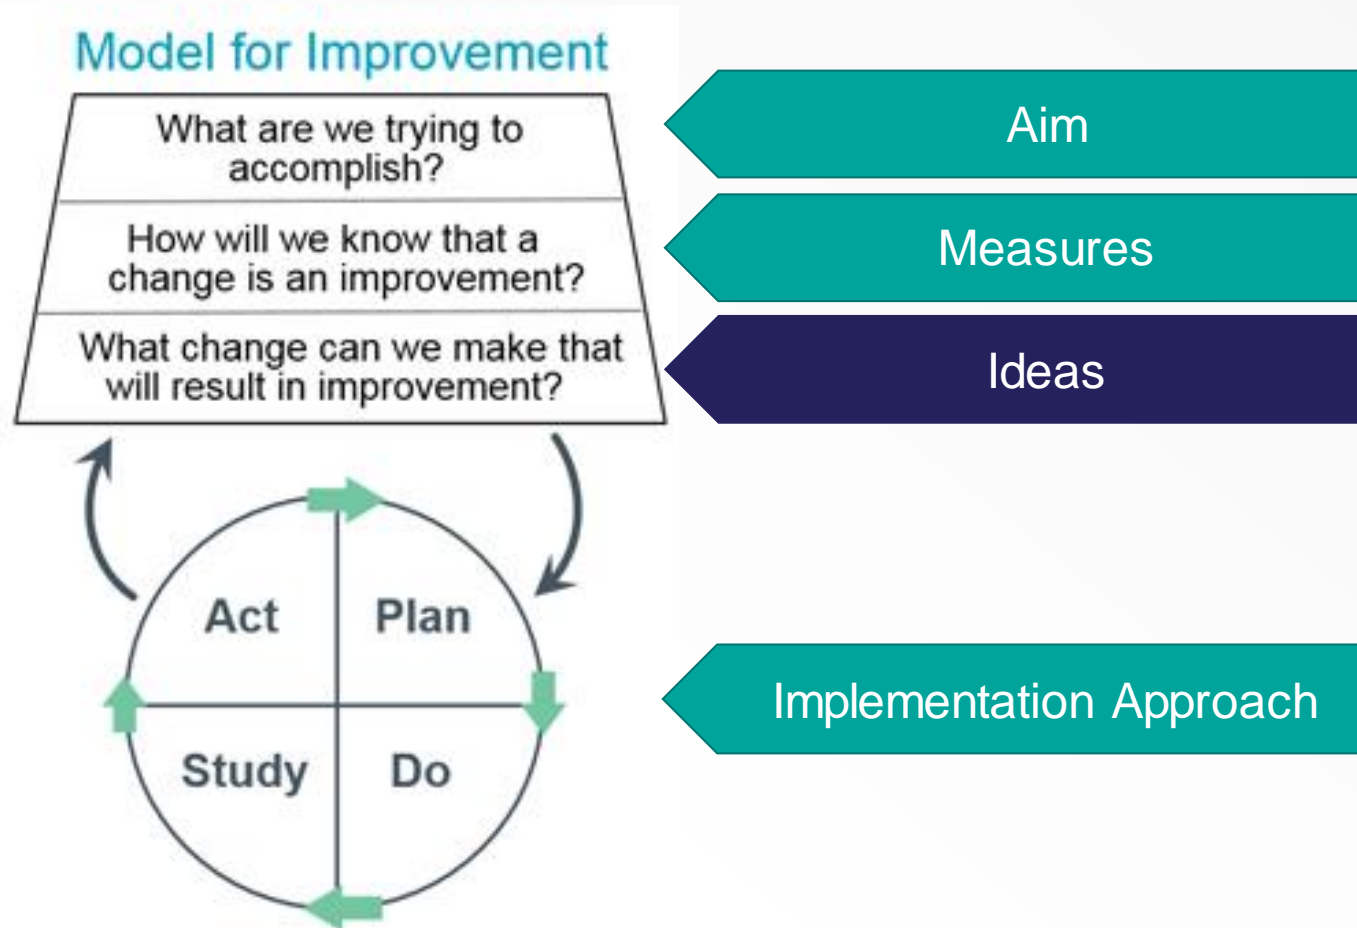 Model for Improvement
What are we trying to
accomplish?
Aim
How will we know that a
change is an improvement?
Measures
What change can we make that
will result in improvement?
Ideas
Act
Plan
Study
Do
Implementation Approach